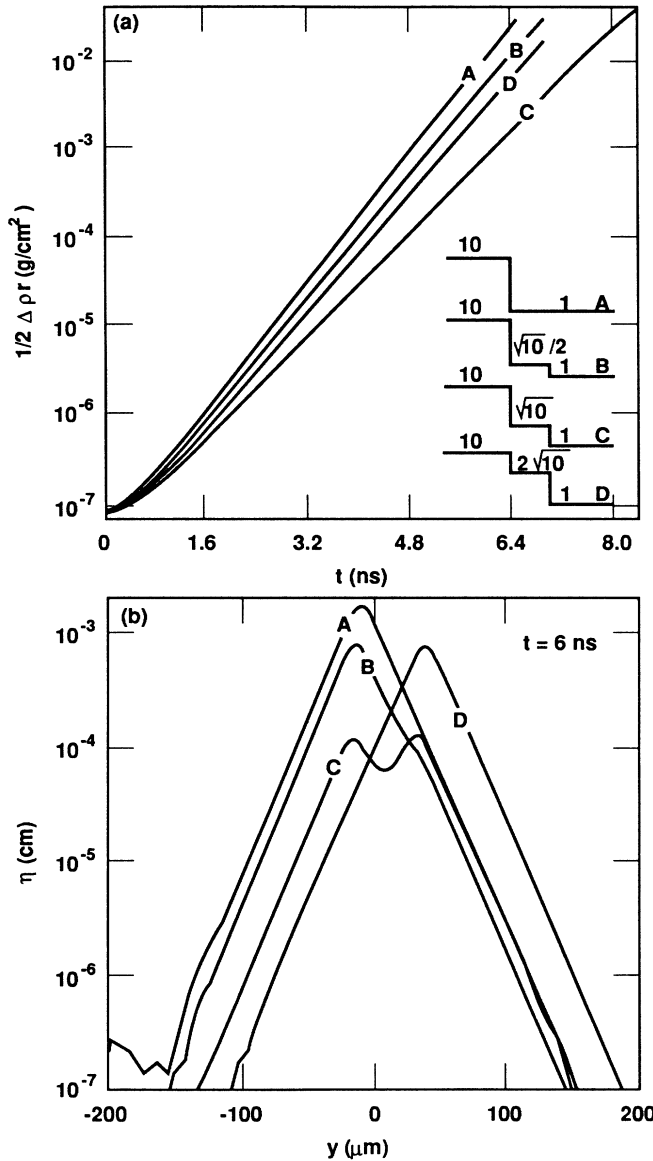 (a)
10⁻²
10⁻³
10⁻⁴
10⁻⁵
10⁻⁶
10⁻⁷
1/2 Δ ρ r (g/cm²)
A
B
D
C
10
1 A
10
√10 /2
1 B
10
√10
1 C
10
2 √10
1 D
0 1.6 3.2 4.8 6.4 8.0
t (ns)
(b)
t = 6 ns
10⁻³
10⁻⁴
10⁻⁵
10⁻⁶
10⁻⁷
η (cm)
A
B
C
D
-200 -100 0 100 200
y (μm)